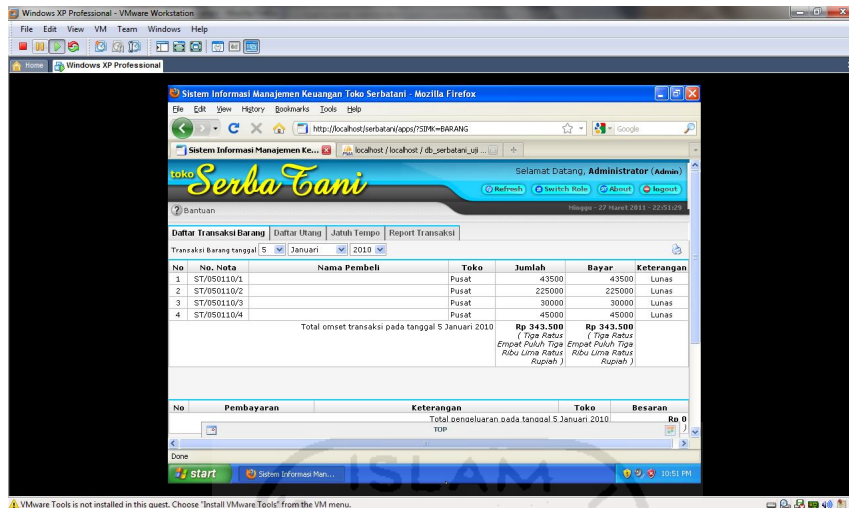 Windows XP Professional - VMware Workstation
File Edit View VM Team Windows Help
Home Windows XP Professional
Sistem Informasi Manajemen Keuangan Toko Serbatani - Mozilla Firefox
File Edit View History Bookmarks Tools Help
http://localhost/serbatani/apps/?SIMK=BARANG Google
Sistem Informasi Manajemen Ke... localhost / localhost / db_serbatani_uji ...
toko Serba Tani
Selamat Datang, Administrator (Admin)
Refresh Switch Role About logout
Bantuan Minggu - 27 Maret 2011 - 22:51:29
Daftar Transaksi Barang Daftar Utang Jatuh Tempo Report Transaksi
Transaksi Barang tanggal 5 Januari 2010
No No. Nota Nama Pembeli Toko Jumlah Bayar Keterangan
1 ST/050110/1 Pusat 43500 43500 Lunas
2 ST/050110/2 Pusat 225000 225000 Lunas
3 ST/050110/3 Pusat 30000 30000 Lunas
4 ST/050110/4 Pusat 45000 45000 Lunas
Total omset transaksi pada tanggal 5 Januari 2010 Rp 343.500 Rp 343.500
( Tiga Ratus ( Tiga Ratus
Empat Puluh Tiga Empat Puluh Tiga
Ribu Lima Ratus Ribu Lima Ratus
Rupiah ) Rupiah )
No Pembayaran Keterangan Toko Besaran
Total pengeluaran pada tanggal 5 Januari 2010 Rp 0
TOP )
Done
start Sistem Informasi Man... 10:51 PM
ISLAM
VMware Tools is not installed in this guest. Choose "Install VMware Tools" from the VM menu.